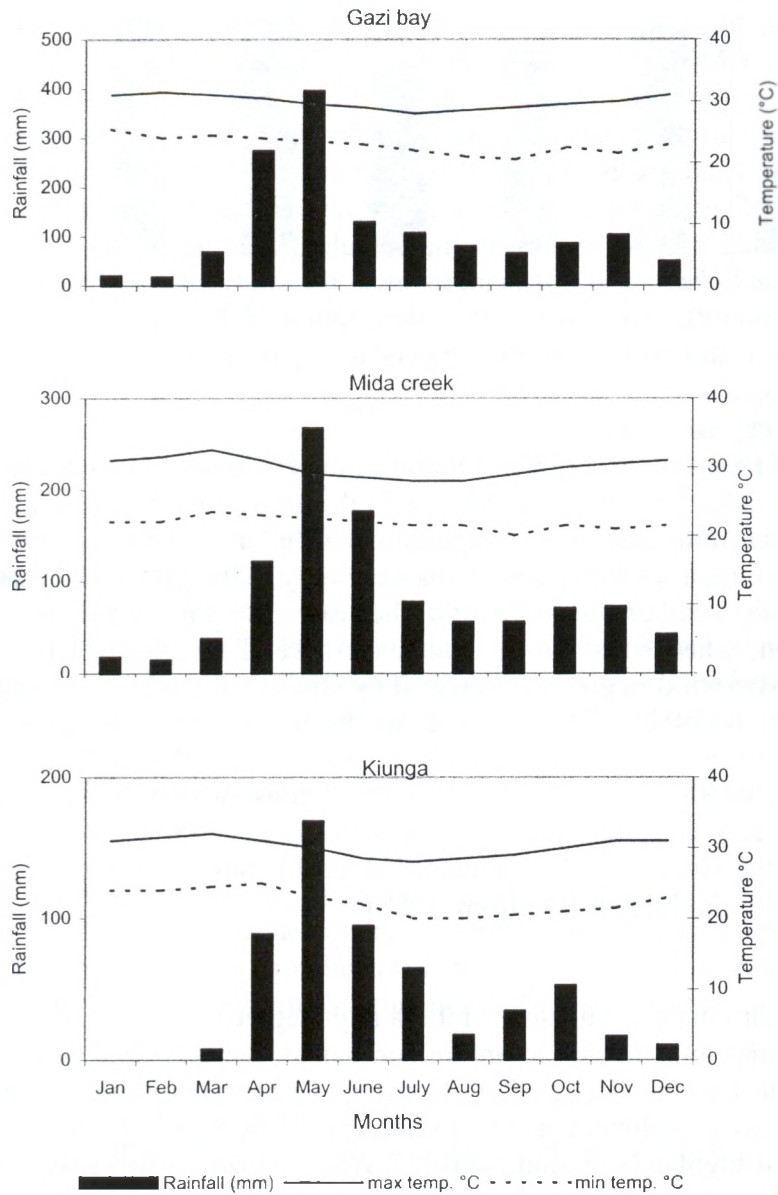 Gazi bay
500
400
300
200
100
0
Rainfall (mm)
40
30
20
10
0
Temperature (°C)
Mida creek
300
200
100
0
Rainfall (mm)
40
30
20
10
0
Temperature °C
Kiunga
200
100
0
Rainfall (mm)
40
30
20
10
0
Temperature °C
Jan Feb Mar Apr May June July Aug Sep Oct Nov Dec
Months
Rainfall (mm) max temp. °C min temp. °C